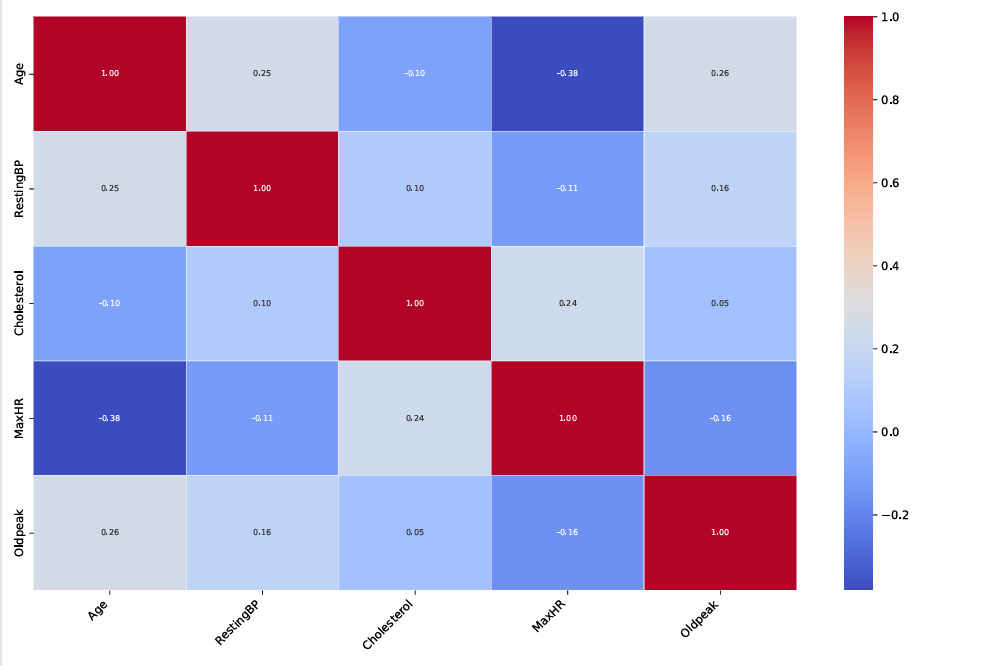 Age 1.00 0.25 -0.10 -0.38 0.26
RestingBP 0.25 1.00 0.10 -0.11 0.16
Cholesterol -0.10 0.10 1.00 0.24 0.05
MaxHR -0.38 -0.11 0.24 1.00 -0.16
Oldpeak 0.26 0.16 0.05 -0.16 1.00
Age RestingBP Cholesterol MaxHR Oldpeak
1.0
0.8
0.6
0.4
0.2
0.0
−0.2